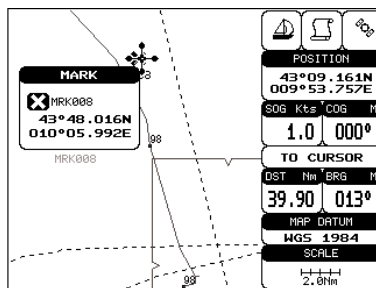 MARK
MRK008
43°48.016N
010°05.992E
MRK008
98
98
POSITION
43°09.161N
009°53.757E
SOG Kts COG M
1.0 000°
TO CURSOR
DST Nm BRG M
39.90 013°
MAP DATUM
WGS 1984
SCALE
2.0Nm